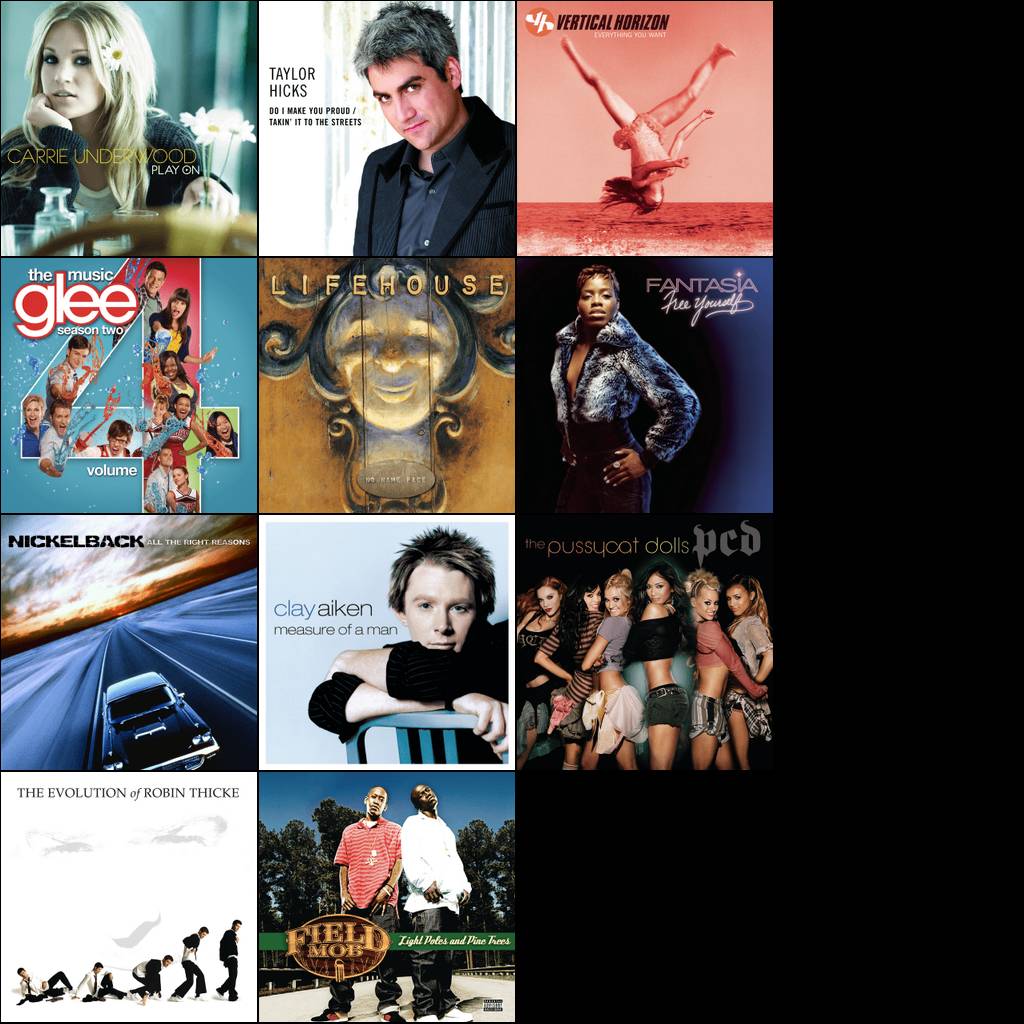 CARRIE UNDERWOOD
PLAY ON
TAYLOR
HICKS
DO I MAKE YOU PROUD /
TAKIN' IT TO THE STREETS
VERTICAL HORIZON
EVERYTHING YOU WANT
the music
glee
season two
4
volume
LIFEHOUSE
NO NAME FACE
FANTASIA
Free Yourself
NICKELBACK ALL THE RIGHT REASONS
clay aiken
measure of a man
the pussycat dolls pcd
THE EVOLUTION of ROBIN THICKE
FIELD
MOB
Light Poles and Pine Trees